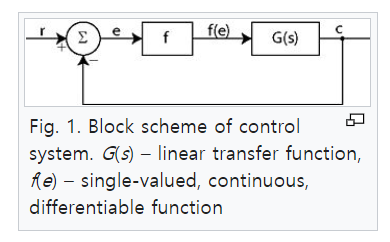 r
Σ
e
f
f(e)
G(s)
c
+
−
Fig. 1. Block scheme of control
system. G(s) – linear transfer function,
f(e) – single-valued, continuous,
differentiable function